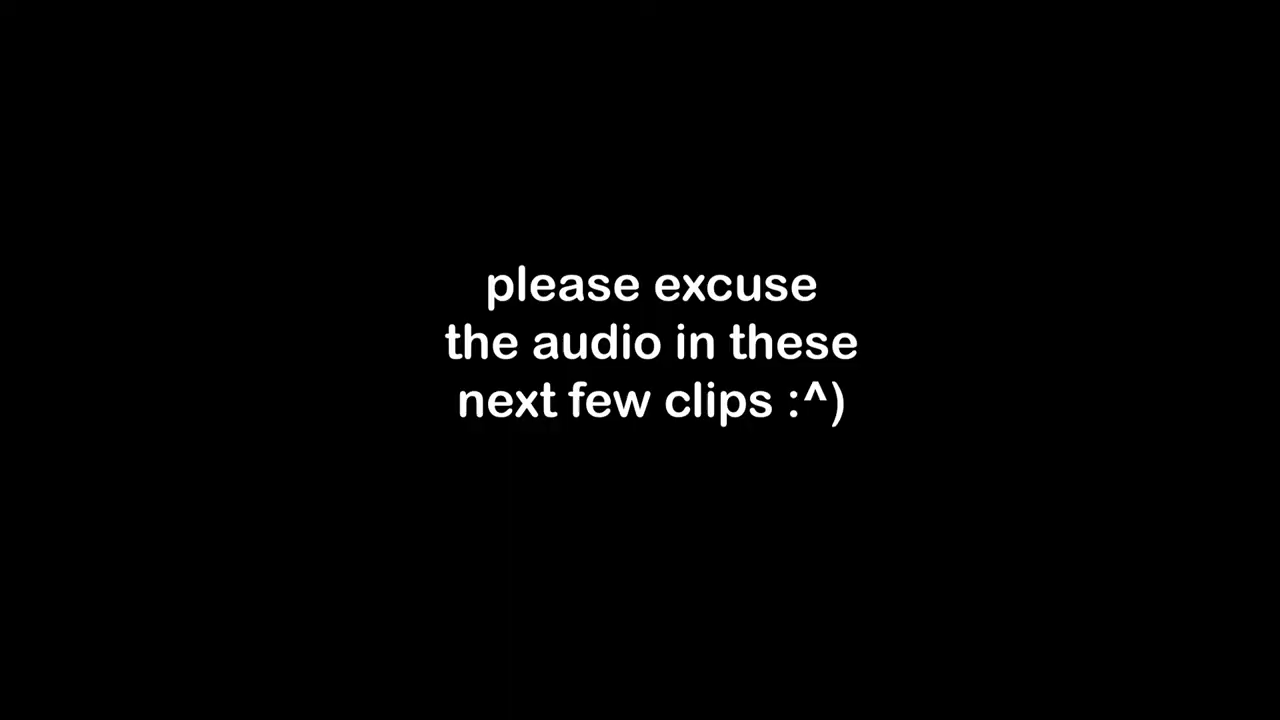 please excuse
the audio in these
next few clips :^)